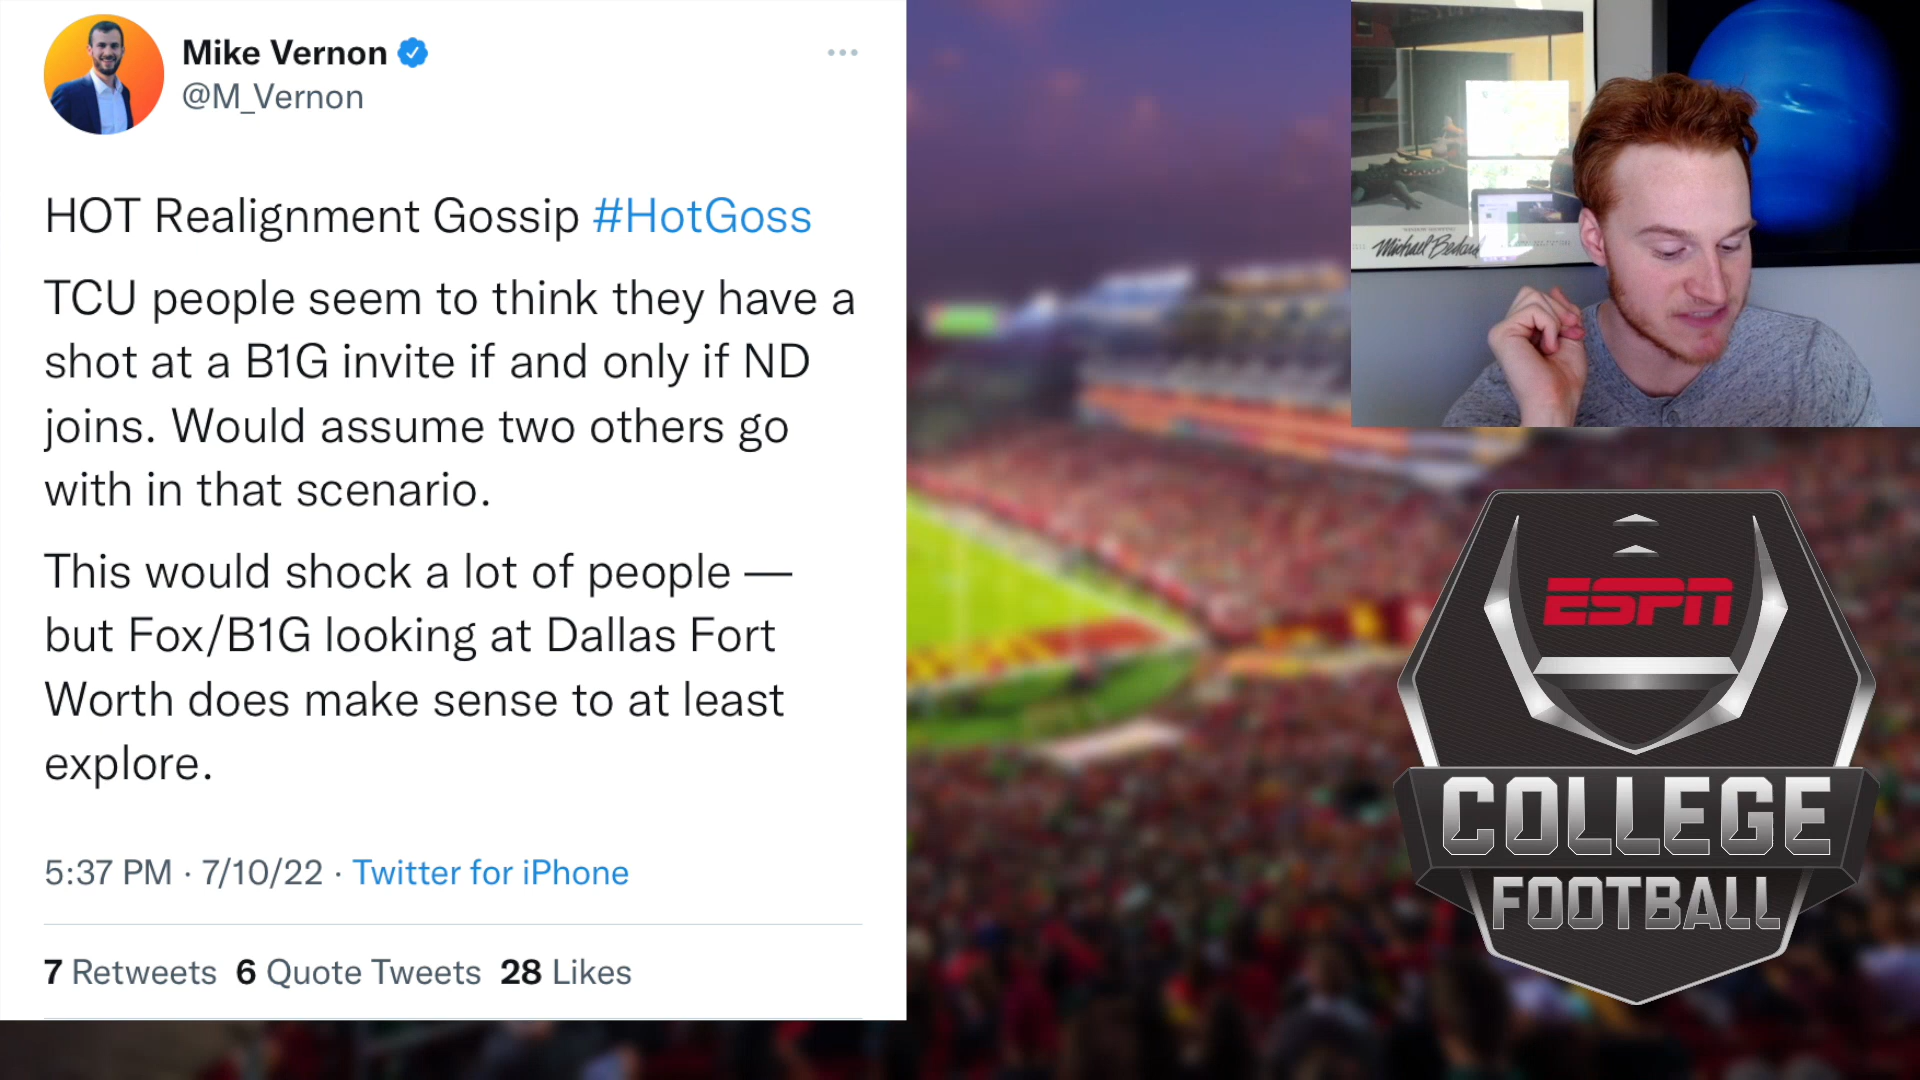 Mike Vernon
@M_Vernon
HOT Realignment Gossip #HotGoss
TCU people seem to think they have a
shot at a B1G invite if and only if ND
joins. Would assume two others go
with in that scenario.
This would shock a lot of people —
but Fox/B1G looking at Dallas Fort
Worth does make sense to at least
explore.
5:37 PM · 7/10/22 · Twitter for iPhone
7 Retweets 6 Quote Tweets 28 Likes
Michael Bedard
ESPN
COLLEGE
FOOTBALL